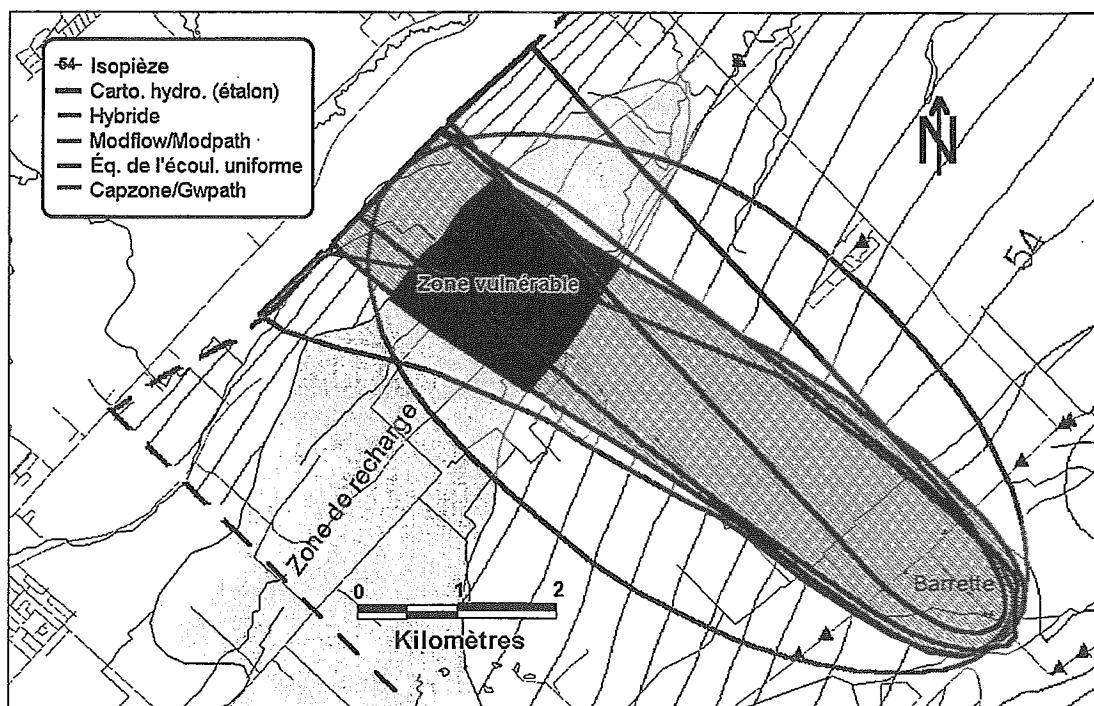 54 Isopièze
Carto. hydro. (étalon)
Hybride
Modflow/Modpath
Éq. de l'écoul. uniforme
Capzone/Gwpath
N
54
Zone vulnérable
Zone de recharge
Barrette
0 1 2
Kilomètres